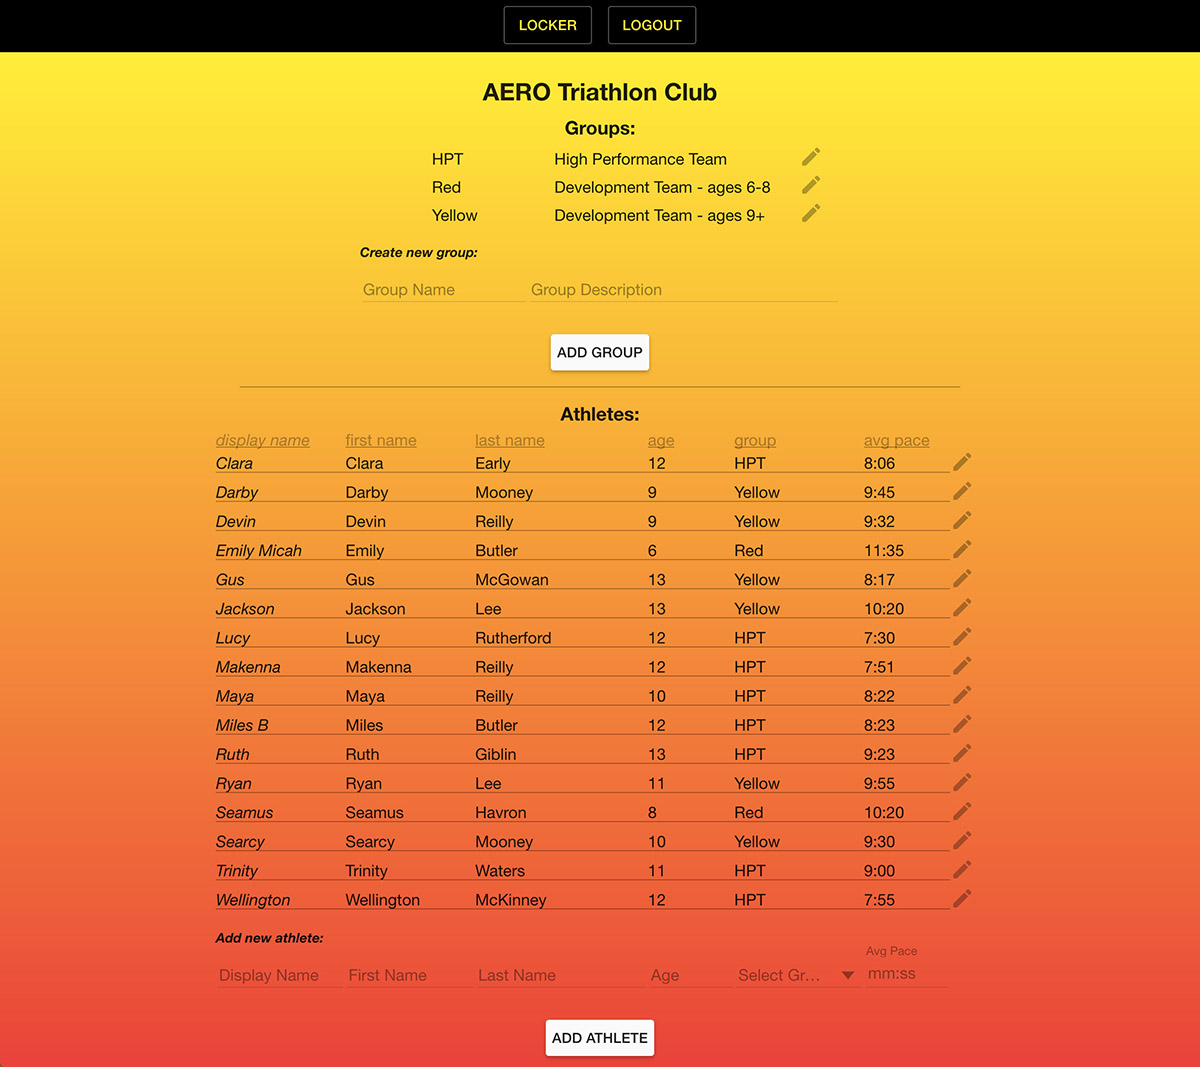 LOCKER LOGOUT
AERO Triathlon Club
Groups:
HPT High Performance Team
Red Development Team - ages 6-8
Yellow Development Team - ages 9+
Create new group:
Group Name Group Description
ADD GROUP
Athletes:
display name first name last name age group avg pace
Clara Clara Early 12 HPT 8:06
Darby Darby Mooney 9 Yellow 9:45
Devin Devin Reilly 9 Yellow 9:32
Emily Micah Emily Butler 6 Red 11:35
Gus Gus McGowan 13 Yellow 8:17
Jackson Jackson Lee 13 Yellow 10:20
Lucy Lucy Rutherford 12 HPT 7:30
Makenna Makenna Reilly 12 HPT 7:51
Maya Maya Reilly 10 HPT 8:22
Miles B Miles Butler 12 HPT 8:23
Ruth Ruth Giblin 13 HPT 9:23
Ryan Ryan Lee 11 Yellow 9:55
Seamus Seamus Havron 8 Red 10:20
Searcy Searcy Mooney 10 Yellow 9:30
Trinity Trinity Waters 11 HPT 9:00
Wellington Wellington McKinney 12 HPT 7:55
Add new athlete:
Avg Pace
Display Name First Name Last Name Age Select Gr... mm:ss
ADD ATHLETE